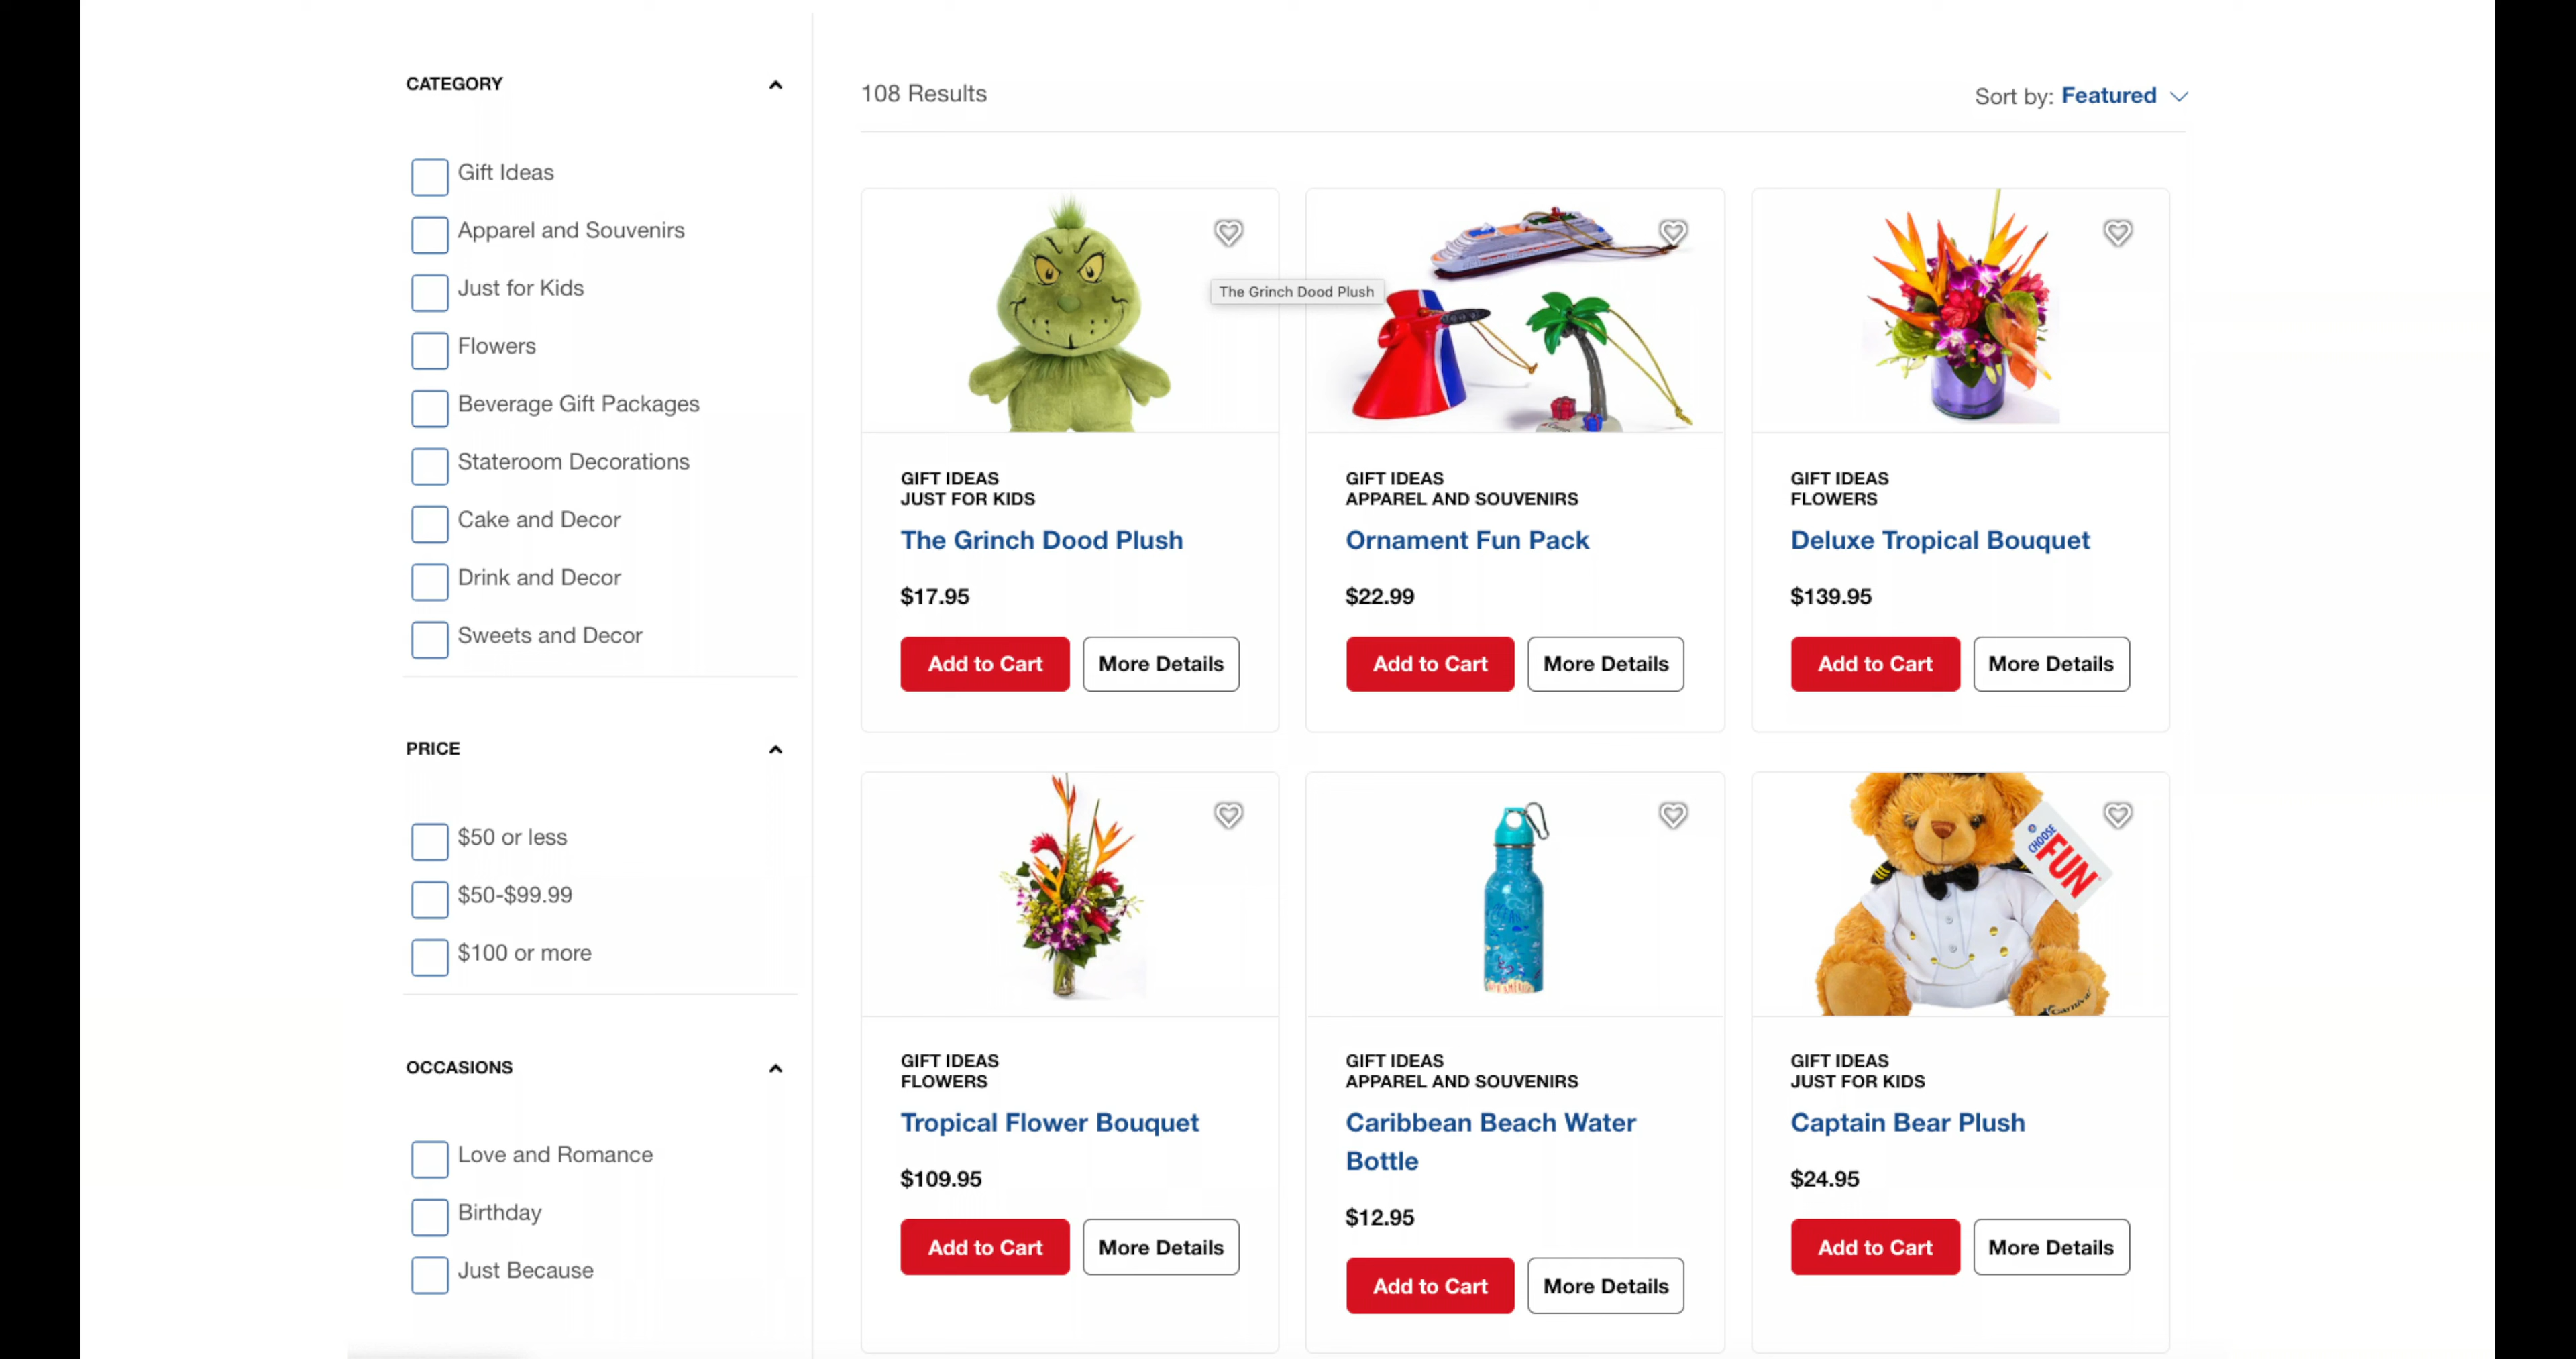 CATEGORY
Gift Ideas
Apparel and Souvenirs
Just for Kids
Flowers
Beverage Gift Packages
Stateroom Decorations
Cake and Decor
Drink and Decor
Sweets and Decor
PRICE
$50 or less
$50-$99.99
$100 or more
OCCASIONS
Love and Romance
Birthday
Just Because
108 Results
Sort by: Featured
The Grinch Dood Plush
GIFT IDEAS
JUST FOR KIDS
The Grinch Dood Plush
$17.95
Add to Cart
More Details
GIFT IDEAS
APPAREL AND SOUVENIRS
Ornament Fun Pack
$22.99
Add to Cart
More Details
GIFT IDEAS
FLOWERS
Deluxe Tropical Bouquet
$139.95
Add to Cart
More Details
GIFT IDEAS
FLOWERS
Tropical Flower Bouquet
$109.95
Add to Cart
More Details
GIFT IDEAS
APPAREL AND SOUVENIRS
Caribbean Beach Water
Bottle
$12.95
Add to Cart
More Details
CHOOSE
FUN
Carnival
GIFT IDEAS
JUST FOR KIDS
Captain Bear Plush
$24.95
Add to Cart
More Details